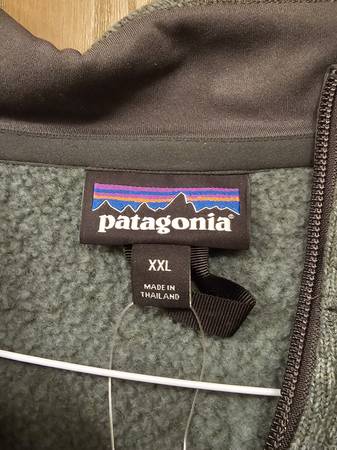 patagonia®
XXL
MADE IN
THAILAND